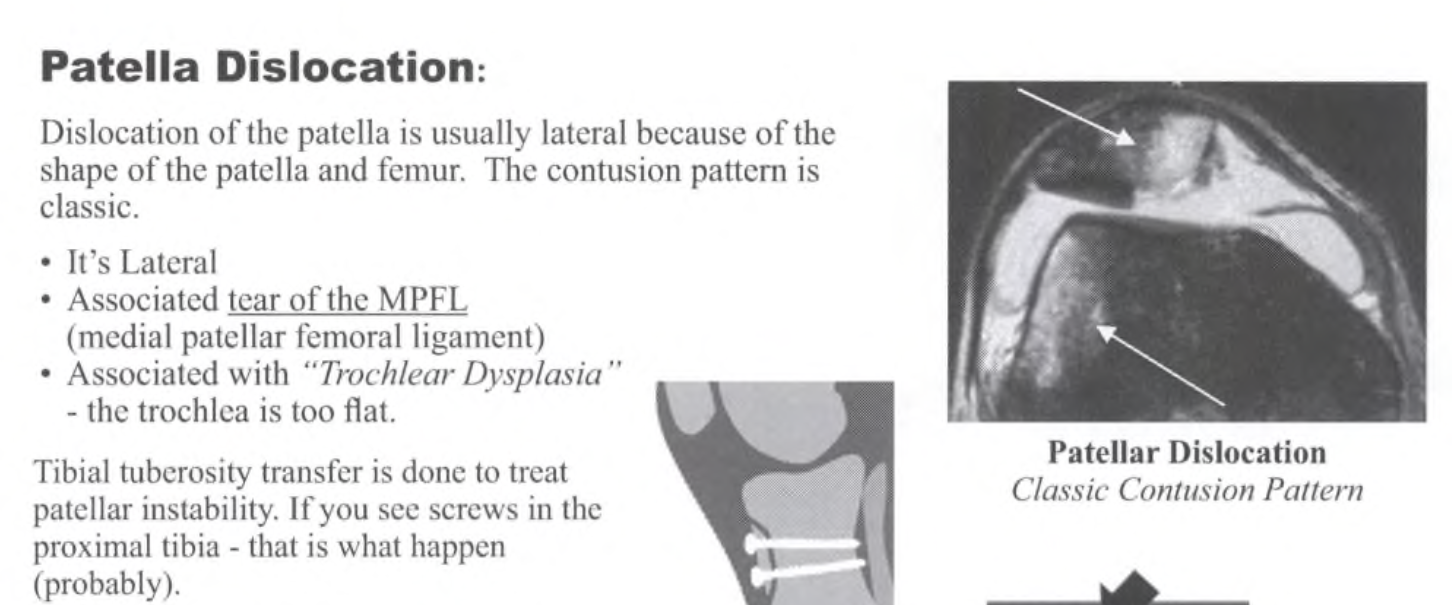 Patella Dislocation:
Dislocation of the patella is usually lateral because of the
shape of the patella and femur. The contusion pattern is
classic.
• It's Lateral
• Associated tear of the MPFL
(medial patellar femoral ligament)
• Associated with "Trochlear Dysplasia"
- the trochlea is too flat.
Tibial tuberosity transfer is done to treat
patellar instability. If you see screws in the
proximal tibia - that is what happen
(probably).
Patellar Dislocation
Classic Contusion Pattern